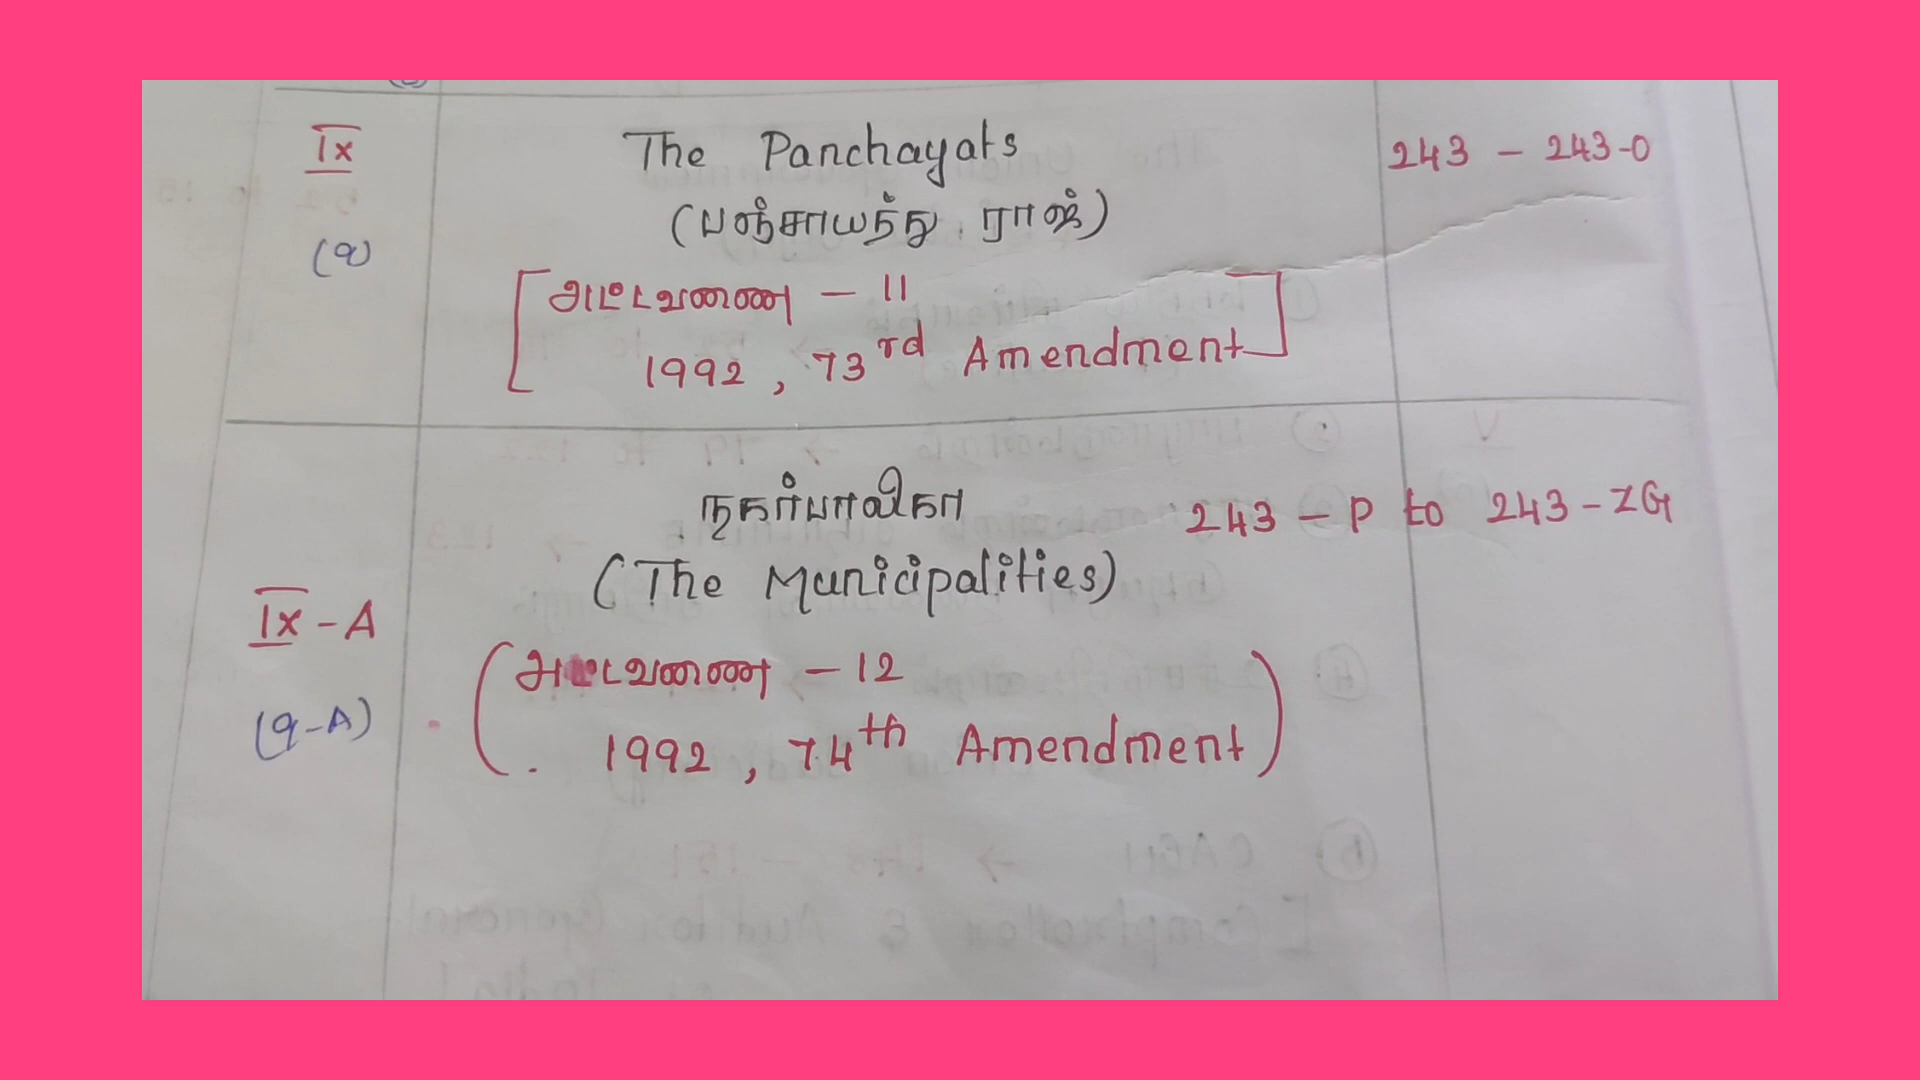 IX
The Panchayats
243 - 243-O
(பஞ்சாயத்து ராஜ்)
(9)
[அட்டவணை - 11
1992, 73rd Amendment]
நகர்பாலிகா
243 - P to 243 - ZG
(The Municipalities)
IX - A
(அட்டவணை - 12
(9-A)
1992, 74th Amendment)